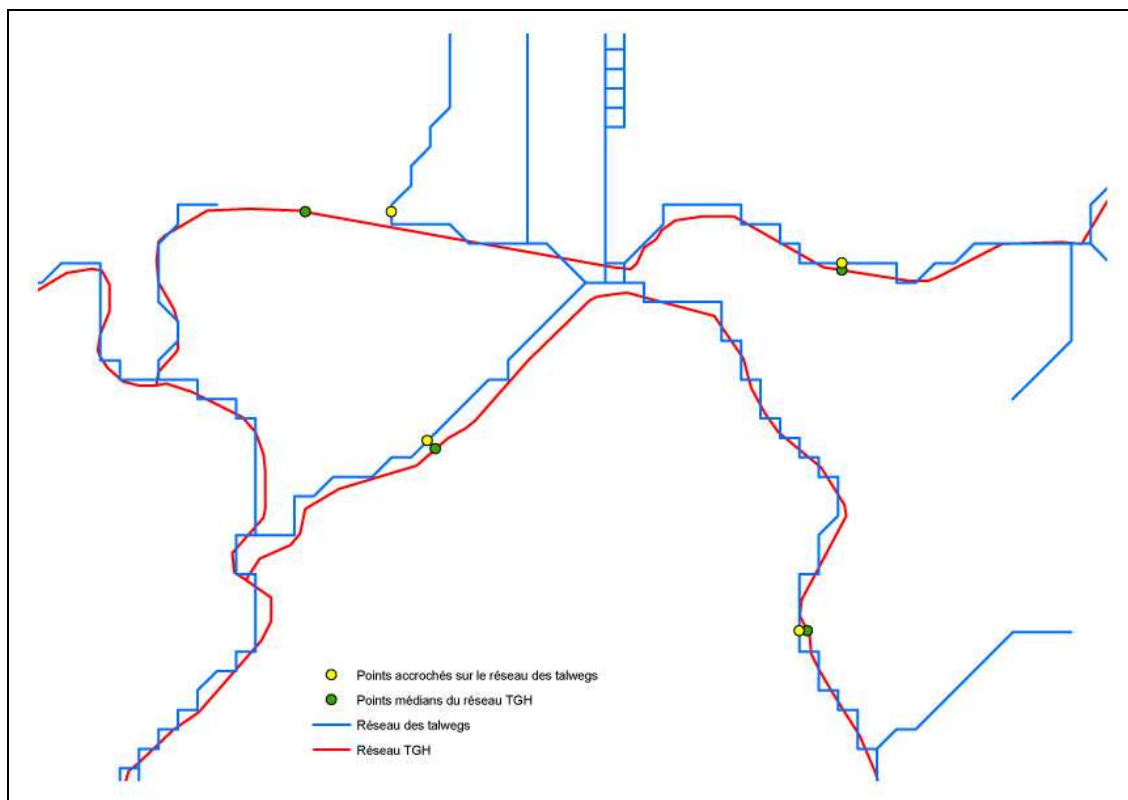 Points accrochés sur le réseau des talwegs
Points médians du réseau TGH
Réseau des talwegs
Réseau TGH